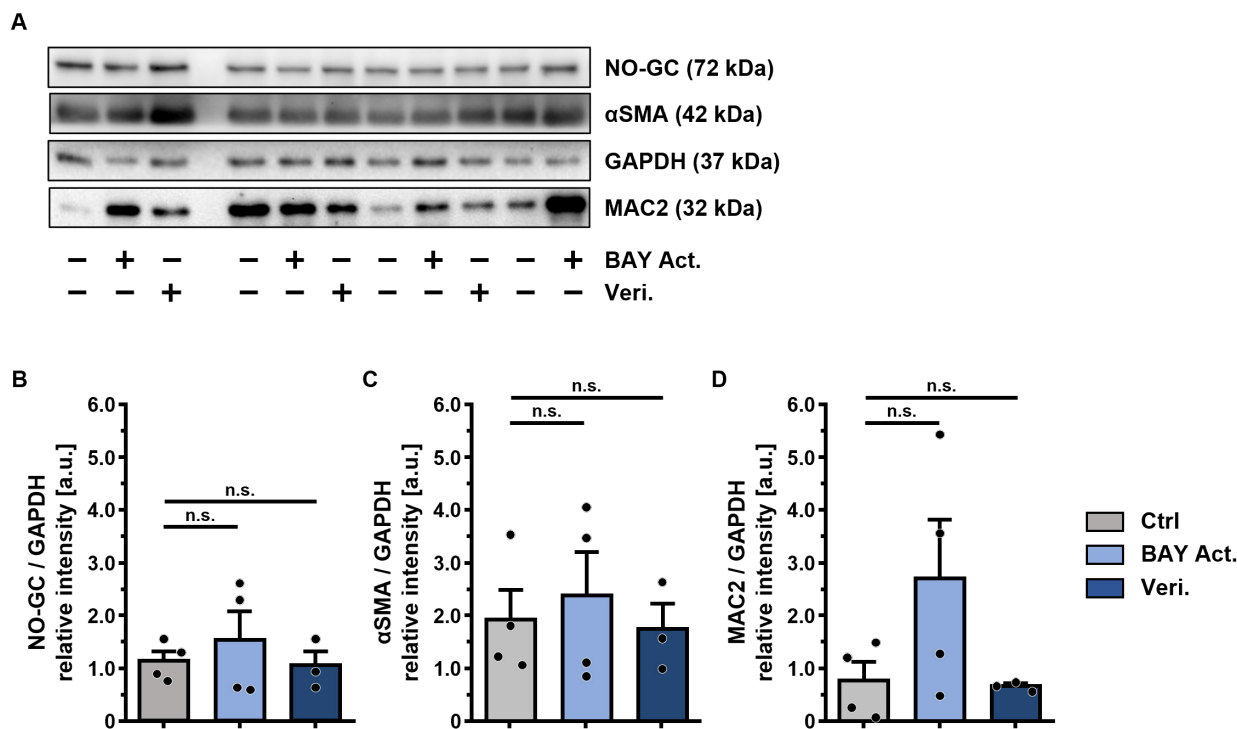 A
NO-GC (72 kDa)
αSMA (42 kDa)
GAPDH (37 kDa)
MAC2 (32 kDa)
− + − − + − − + − − + BAY Act.
− − + − − + − − + − − Veri.
B
NO-GC / GAPDH
relative intensity [a.u.]
6.0
5.0
4.0
3.0
2.0
1.0
0
n.s.
n.s.
C
αSMA / GAPDH
relative intensity [a.u.]
6.0
5.0
4.0
3.0
2.0
1.0
0
n.s.
n.s.
D
MAC2 / GAPDH
relative intensity [a.u.]
6.0
5.0
4.0
3.0
2.0
1.0
0
n.s.
n.s.
Ctrl
BAY Act.
Veri.